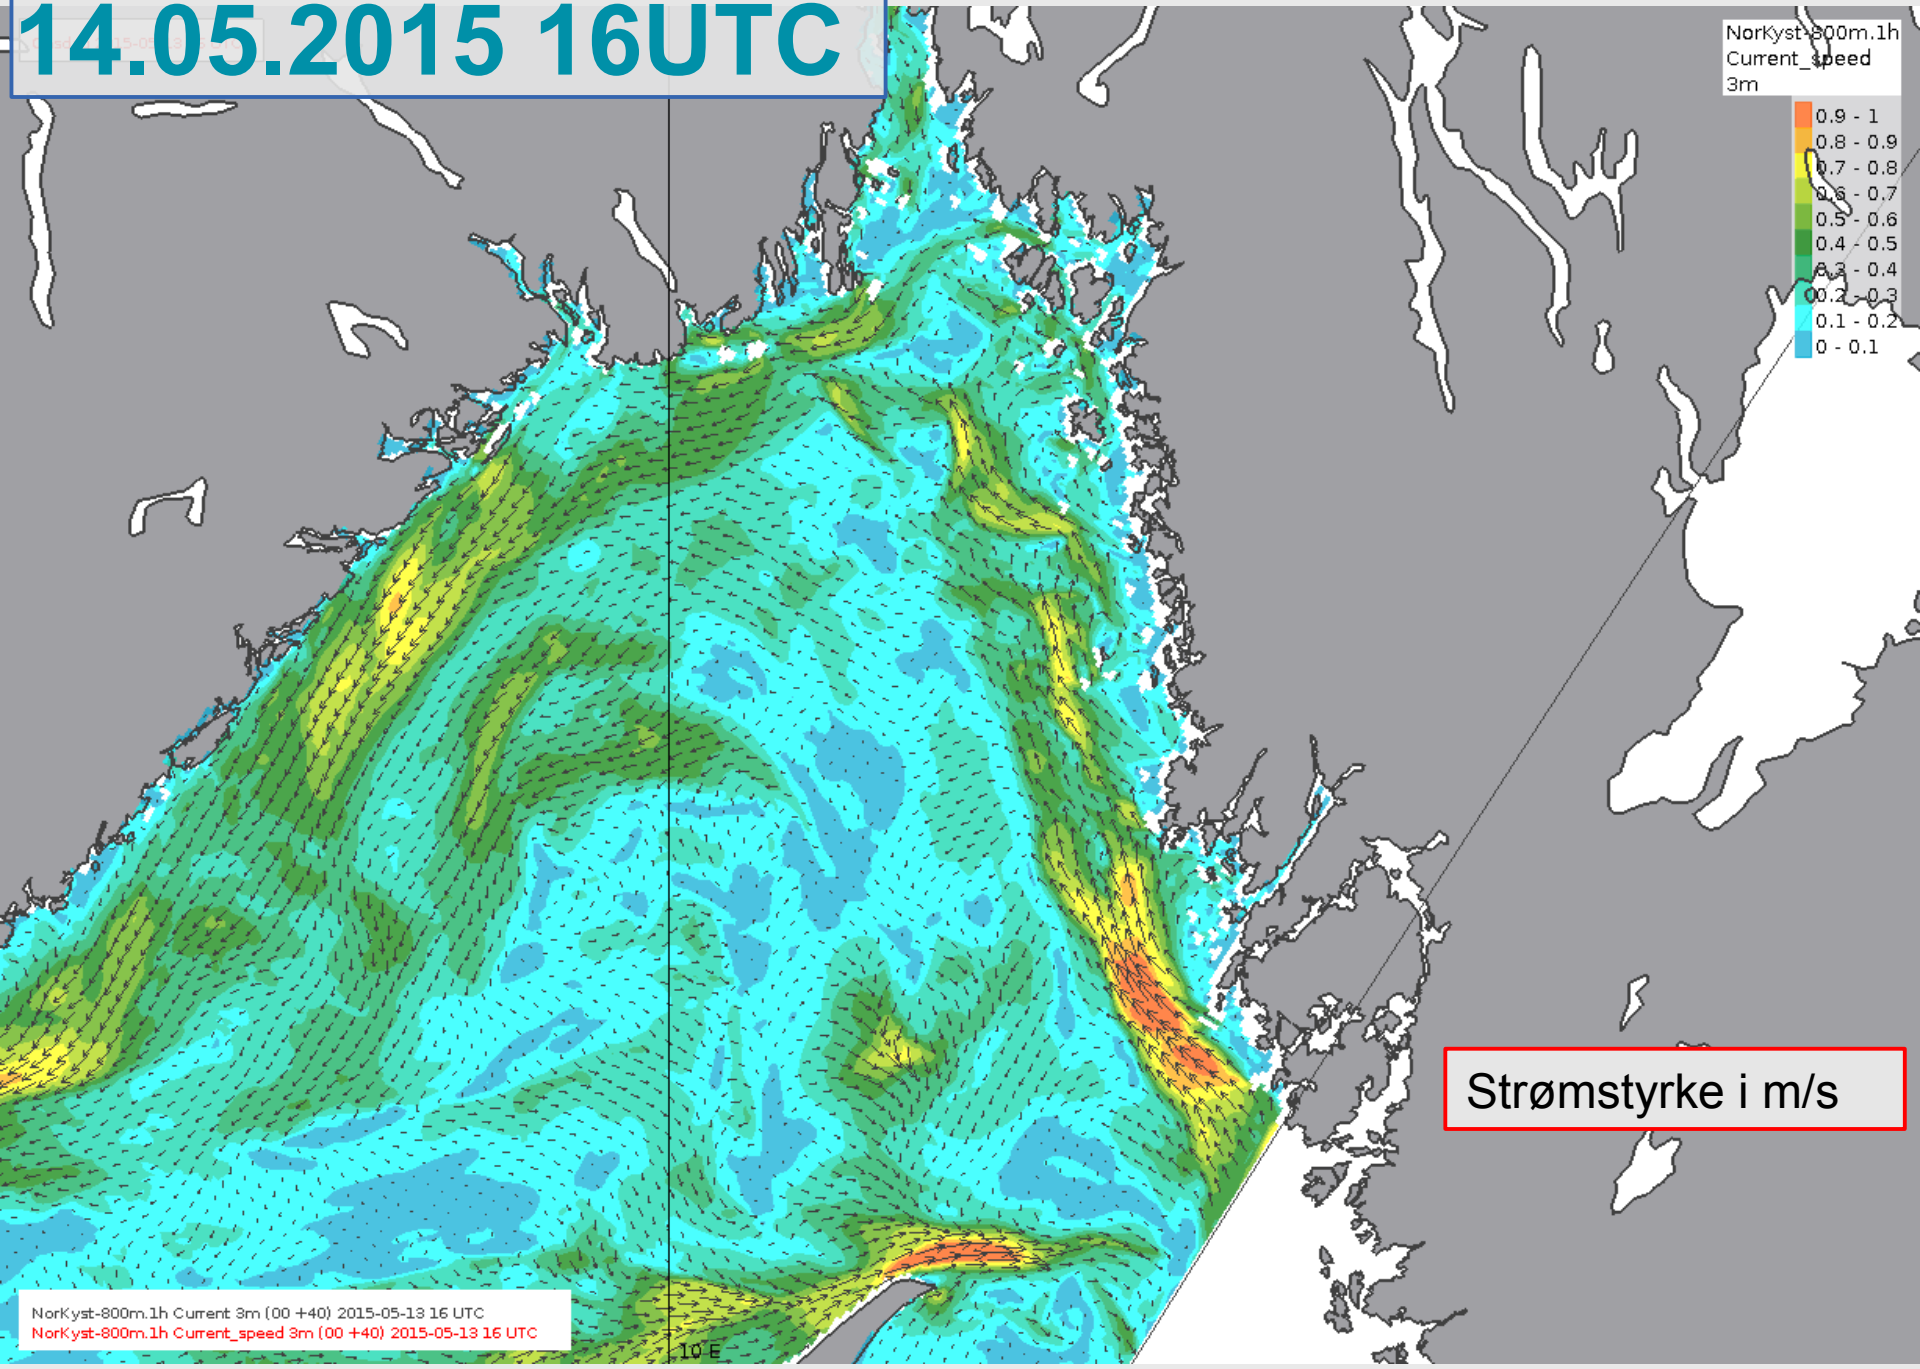 14.05.2015 16UTC
NorKyst-800m.1h
Current_speed
3m
0.9 - 1
0.8 - 0.9
0.7 - 0.8
0.6 - 0.7
0.5 - 0.6
0.4 - 0.5
0.3 - 0.4
0.2 - 0.3
0.1 - 0.2
0 - 0.1
Strømstyrke i m/s
NorKyst-800m.1h Current 3m (00 +40) 2015-05-13 16 UTC
NorKyst-800m.1h Current_speed 3m (00 +40) 2015-05-13 16 UTC
10 E